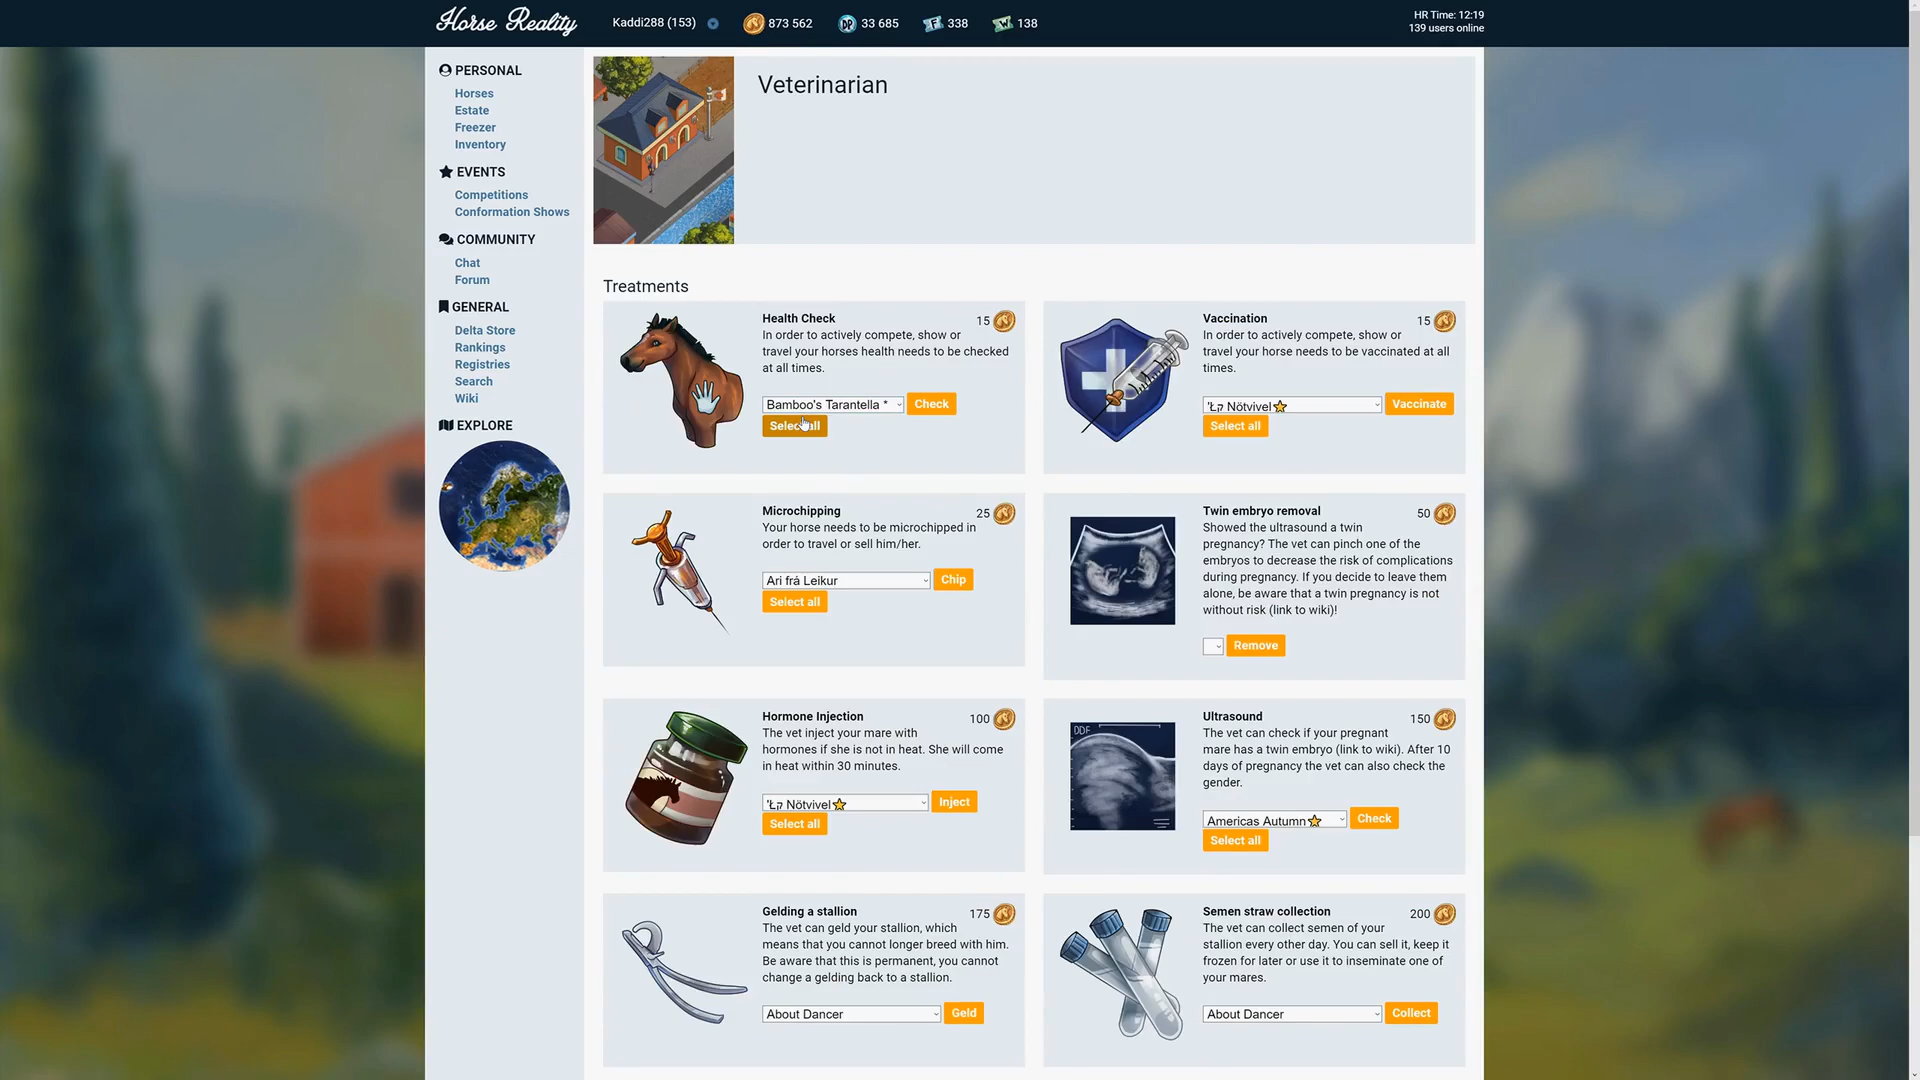 Horse Reality
Kaddi288 (153)
873 562
DP
33 685
F
338
W
138
HR Time: 12:19
139 users online
PERSONAL
Horses
Estate
Freezer
Inventory
EVENTS
Competitions
Conformation Shows
COMMUNITY
Chat
Forum
GENERAL
Delta Store
Rankings
Registries
Search
Wiki
EXPLORE
Veterinarian
Treatments
Health Check
15
In order to actively compete, show or
travel your horses health needs to be checked
at all times.
Bamboo's Tarantella *
Check
Select all
Vaccination
15
In order to actively compete, show or
travel your horse needs to be vaccinated at all
times.
Nötvivel
Vaccinate
Select all
Microchipping
25
Your horse needs to be microchipped in
order to travel or sell him/her.
Ari frá Leikur
Chip
Select all
Twin embryo removal
50
Showed the ultrasound a twin
pregnancy? The vet can pinch one of the
embryos to decrease the risk of complications
during pregnancy. If you decide to leave them
alone, be aware that a twin pregnancy is not
without risk (link to wiki)!
Remove
Hormone Injection
100
The vet inject your mare with
hormones if she is not in heat. She will come
in heat within 30 minutes.
Nötvivel
Inject
Select all
DDF
Ultrasound
150
The vet can check if your pregnant
mare has a twin embryo (link to wiki). After 10
days of pregnancy the vet can also check the
gender.
Americas Autumn
Check
Select all
Gelding a stallion
175
The vet can geld your stallion, which
means that you cannot longer breed with him.
Be aware that this is permanent, you cannot
change a gelding back to a stallion.
About Dancer
Geld
Semen straw collection
200
The vet can collect semen of your
stallion every other day. You can sell it, keep it
frozen for later or use it to inseminate one of
your mares.
About Dancer
Collect